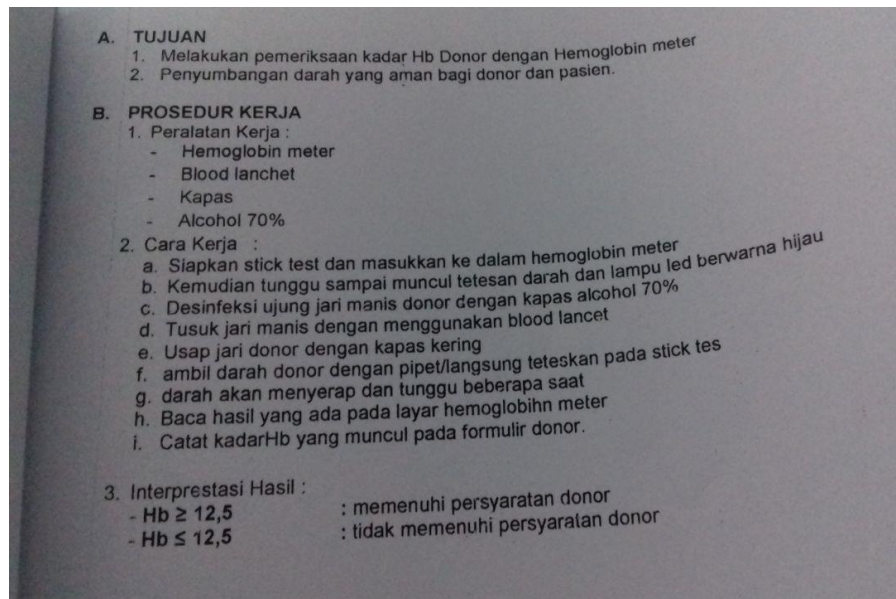 A. TUJUAN
1. Melakukan pemeriksaan kadar Hb Donor dengan Hemoglobin meter
2. Penyumbangan darah yang aman bagi donor dan pasien.
B. PROSEDUR KERJA
1. Peralatan Kerja :
- Hemoglobin meter
- Blood lanchet
- Kapas
- Alcohol 70%
2. Cara Kerja :
a. Siapkan stick test dan masukkan ke dalam hemoglobin meter
b. Kemudian tunggu sampai muncul tetesan darah dan lampu led berwarna hijau
c. Desinfeksi ujung jari manis donor dengan kapas alcohol 70%
d. Tusuk jari manis dengan menggunakan blood lancet
e. Usap jari donor dengan kapas kering
f. ambil darah donor dengan pipet/langsung teteskan pada stick tes
g. darah akan menyerap dan tunggu beberapa saat
h. Baca hasil yang ada pada layar hemoglobihn meter
i. Catat kadarHb yang muncul pada formulir donor.
3. Interprestasi Hasil :
- Hb ≥ 12,5 : memenuhi persyaratan donor
- Hb ≤ 12,5 : tidak memenuhi persyaratan donor